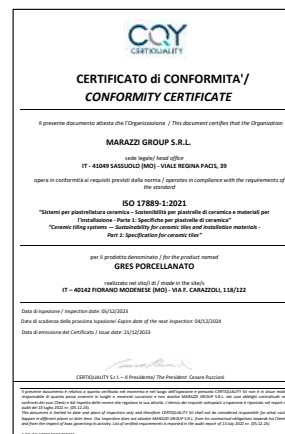 CQY
CERTIQUALITY
CERTIFICATO di CONFORMITA'/
CONFORMITY CERTIFICATE
Il presente documento attesta che l'Organizzazione / This document certifies that the Organization
MARAZZI GROUP S.R.L.
sede legale/ head office
IT - 41049 SASSUOLO (MO) - VIALE REGINA PACIS, 39
opera in conformità ai requisiti previsti dalla norma / operates in compliance with the requirements of
the standard
ISO 17889-1:2021
"Sistemi per piastrellatura ceramica – Sostenibilità per piastrelle di ceramica e materiali per
l'installazione - Parte 1: Specifiche per piastrelle di ceramica"
"Ceramic tiling systems — Sustainability for ceramic tiles and installation materials -
Part 1: Specification for ceramic tiles"
per il prodotto denominato / for the product named
GRES PORCELLANATO
realizzato nel sito/i di / made in the site/s
IT – 40142 FIORANO MODENESE (MO) - VIA F. CARAZZOLI, 118/122
Data di Ispezione / Inspection date: 05/12/2023
Data di scadenza della prossima Ispezione/ Expire date of the next inspection: 04/12/2024
Data di emissione del Certificato / Issue date: 21/12/2023
CERTIQUALITY S.r.l. – Il Presidente/ The President Cesare Puccioni